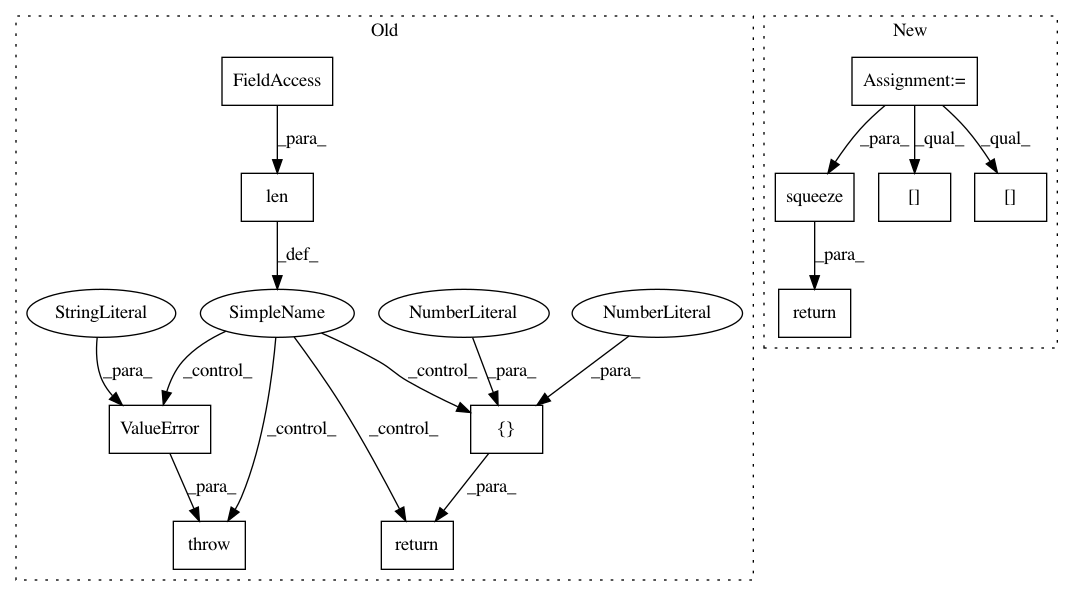 Old
New
FieldAccess
Assignment:=
_para_
_para_
_qual_
_qual_
len
squeeze
[]
[]
_def_
_para_
StringLiteral
SimpleName
NumberLiteral
NumberLiteral
return
_para_
_control_
_control_
_para_
_para_
ValueError
{}
_control_
_control_
_para_
_para_
throw
return